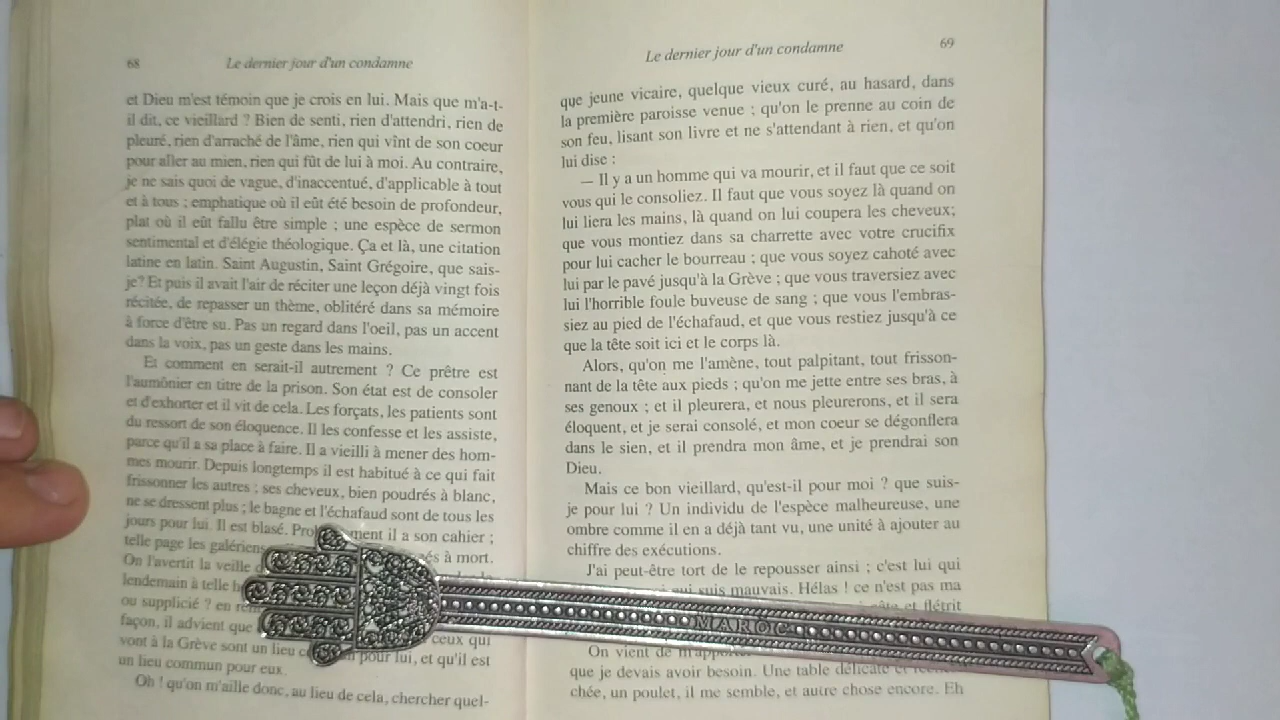 68
Le dernier jour d'un condamne
et Dieu m'est témoin que je crois en lui. Mais que m'a-t-
il dit, ce vieillard ? Bien de senti, rien d'attendri, rien de
pleuré, rien d'arraché de l'âme, rien qui vînt de son coeur
pour aller au mien, rien qui fût de lui à moi. Au contraire,
je ne sais quoi de vague, d'inaccentué, d'applicable à tout
et à tous ; emphatique où il eût été besoin de profondeur,
plat où il eût fallu être simple ; une espèce de sermon
sentimental et d'élégie théologique. Ça et là, une citation
latine en latin. Saint Augustin, Saint Grégoire, que sais-
je? Et puis il avait l'air de réciter une leçon déjà vingt fois
récitée, de repasser un thème, oblitéré dans sa mémoire
à force d'être su. Pas un regard dans l'oeil, pas un accent
dans la voix, pas un geste dans les mains.
Et comment en serait-il autrement ? Ce prêtre est
l'aumônier en titre de la prison. Son état est de consoler
et d'exhorter et il vit de cela. Les forçats, les patients sont
du ressort de son éloquence. Il les confesse et les assiste,
parce qu'il a sa place à faire. Il a vieilli à mener des hom-
mes mourir. Depuis longtemps il est habitué à ce qui fait
frissonner les autres ; ses cheveux, bien poudrés à blanc,
ne se dressent plus ; le bagne et l'échafaud sont de tous les
jours pour lui. Il est blasé. ment il a son cahier ;
telle page les galériens à mort.
On l'avertit la veille
lendemain à telle
ou supplicié ? en
façon, il advient que ceux qui
vont à la Grève sont un lieu pour lui, et qu'il est
un lieu commun pour eux.
Oh ! qu'on m'aille donc, au lieu de cela, chercher quel-
Le dernier jour d'un condamne
69
que jeune vicaire, quelque vieux curé, au hasard, dans
la première paroisse venue ; qu'on le prenne au coin de
son feu, lisant son livre et ne s'attendant à rien, et qu'on
lui dise :
— Il y a un homme qui va mourir, et il faut que ce soit
vous qui le consoliez. Il faut que vous soyez là quand on
lui liera les mains, là quand on lui coupera les cheveux;
que vous montiez dans sa charrette avec votre crucifix
pour lui cacher le bourreau ; que vous soyez cahoté avec
lui par le pavé jusqu'à la Grève ; que vous traversiez avec
lui l'horrible foule buveuse de sang ; que vous l'embras-
siez au pied de l'échafaud, et que vous restiez jusqu'à ce
que la tête soit ici et le corps là.
Alors, qu'on me l'amène, tout palpitant, tout frisson-
nant de la tête aux pieds ; qu'on me jette entre ses bras, à
ses genoux ; et il pleurera, et nous pleurerons, et il sera
éloquent, et je serai consolé, et mon coeur se dégonflera
dans le sien, et il prendra mon âme, et je prendrai son
Dieu.
Mais ce bon vieillard, qu'est-il pour moi ? que suis-
je pour lui ? Un individu de l'espèce malheureuse, une
ombre comme il en a déjà tant vu, une unité à ajouter au
chiffre des exécutions.
J'ai peut-être tort de le repousser ainsi ; c'est lui qui
suis mauvais. Hélas ! ce n'est pas ma
et flétrit
MAROC
On vient de
que je devais avoir besoin. Une table délicate et
chée, un poulet, il me semble, et autre chose encore. Eh